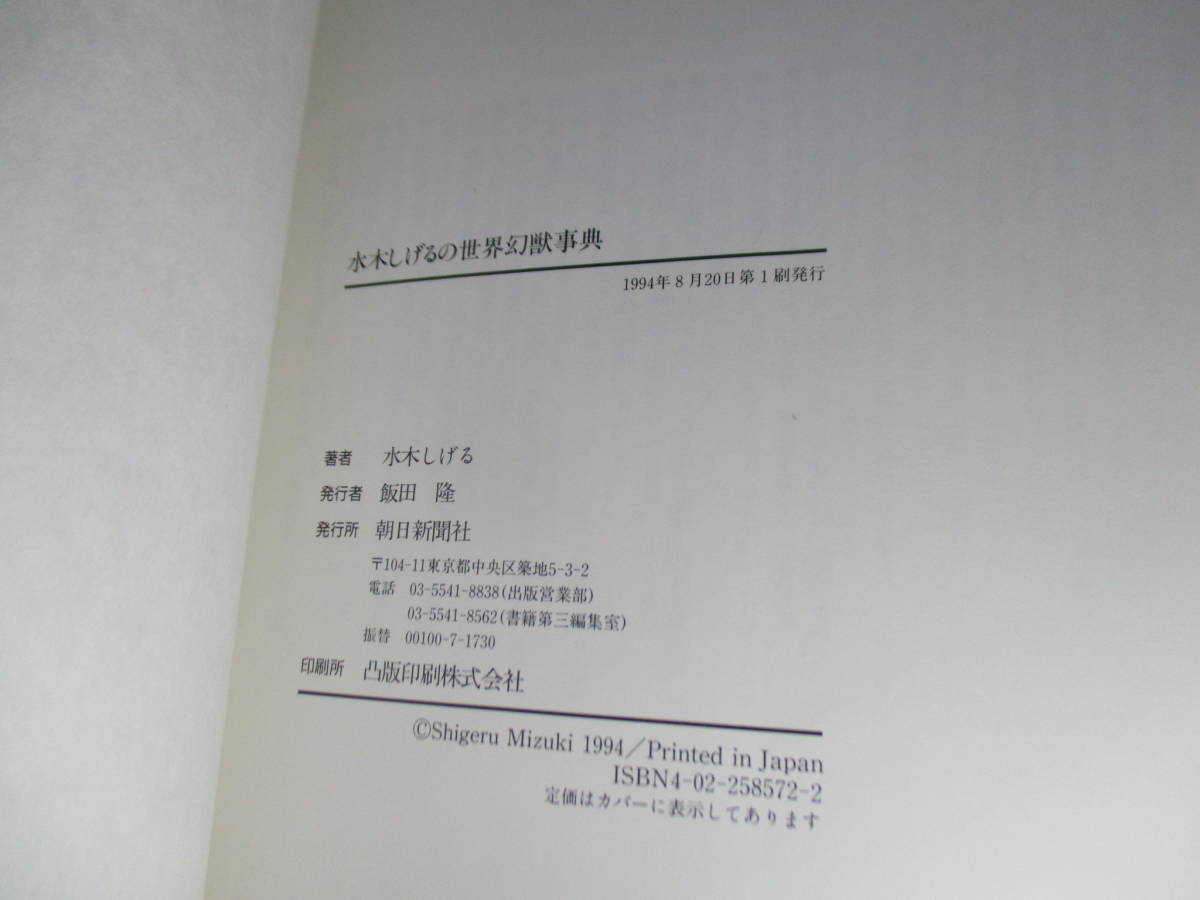 水木しげるの世界幻獣事典
1994年8月20日第1刷発行
著者 水木しげる
発行者 飯田 隆
発行所 朝日新聞社
〒104-11東京都中央区築地5-3-2
電話 03-5541-8838(出版営業部)
03-5541-8562(書籍第三編集室)
振替 00100-7-1730
印刷所 凸版印刷株式会社
©Shigeru Mizuki 1994/Printed in Japan
ISBN4-02-258572-2
定価はカバーに表示してあります